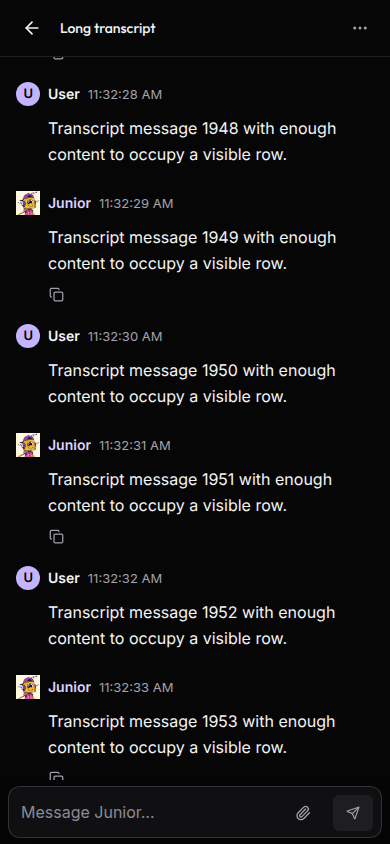 Long transcript
U User 11:32:28 AM
Transcript message 1948 with enough
content to occupy a visible row.
Junior 11:32:29 AM
Transcript message 1949 with enough
content to occupy a visible row.
U User 11:32:30 AM
Transcript message 1950 with enough
content to occupy a visible row.
Junior 11:32:31 AM
Transcript message 1951 with enough
content to occupy a visible row.
U User 11:32:32 AM
Transcript message 1952 with enough
content to occupy a visible row.
Junior 11:32:33 AM
Transcript message 1953 with enough
content to occupy a visible row.
Message Junior...